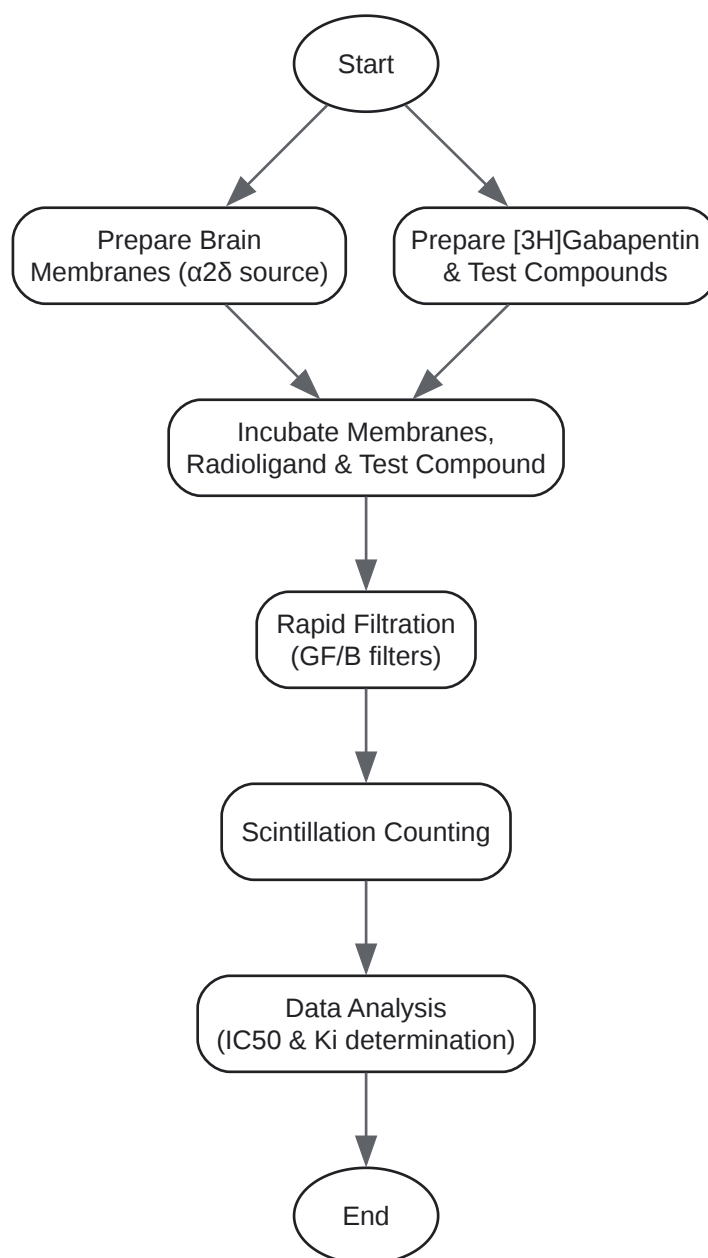 Start
Prepare Brain
Membranes (α2δ source)
Prepare [3H]Gabapentin
& Test Compounds
Incubate Membranes,
Radioligand & Test Compound
Rapid Filtration
(GF/B filters)
Scintillation Counting
Data Analysis
(IC50 & Ki determination)
End